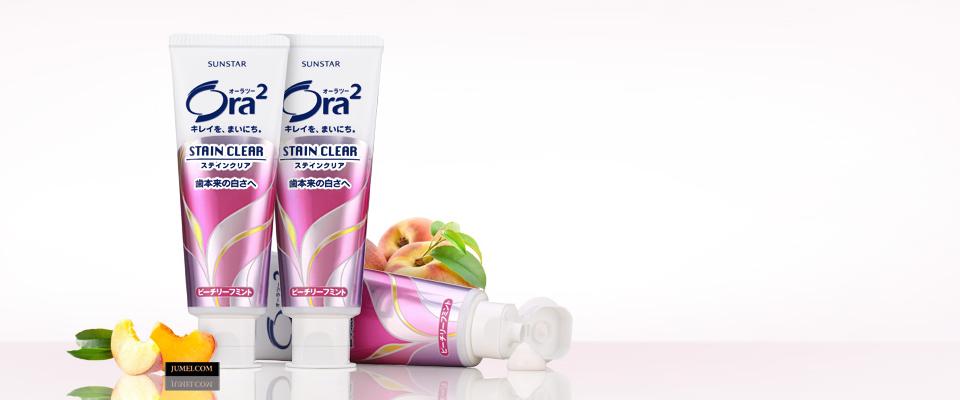 SUNSTAR
オーラツー
Ora²
キレイを、まいにち。
STAIN CLEAR
ステインクリア
歯本来の白さへ
ピーチリーフミント
SUNSTAR
オーラツー
Ora²
キレイを、まいにち。
STAIN CLEAR
ステインクリア
歯本来の白さへ
ピーチリーフミント
ピーチリーフミント
JUMEI.COM